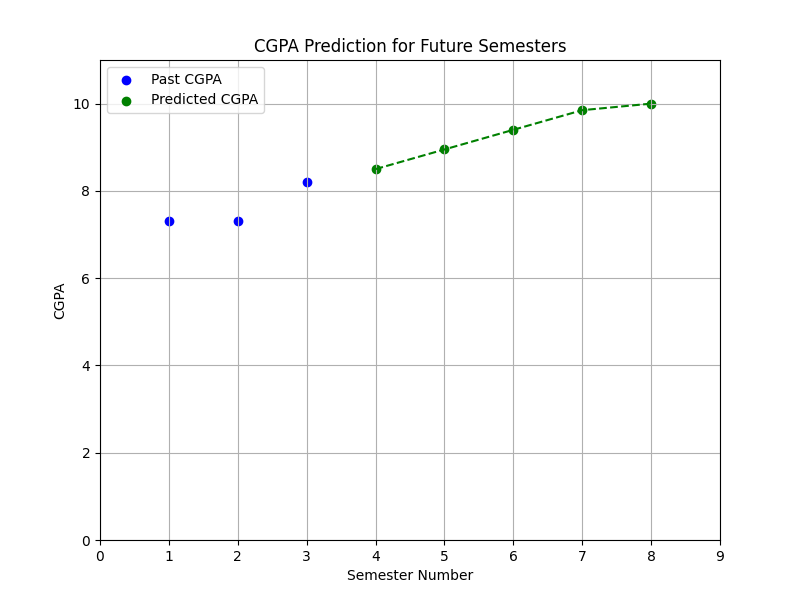 CGPA Prediction for Future Semesters
Past CGPA
Predicted CGPA
10
8
6
4
2
0
CGPA
0 1 2 3 4 5 6 7 8 9
Semester Number